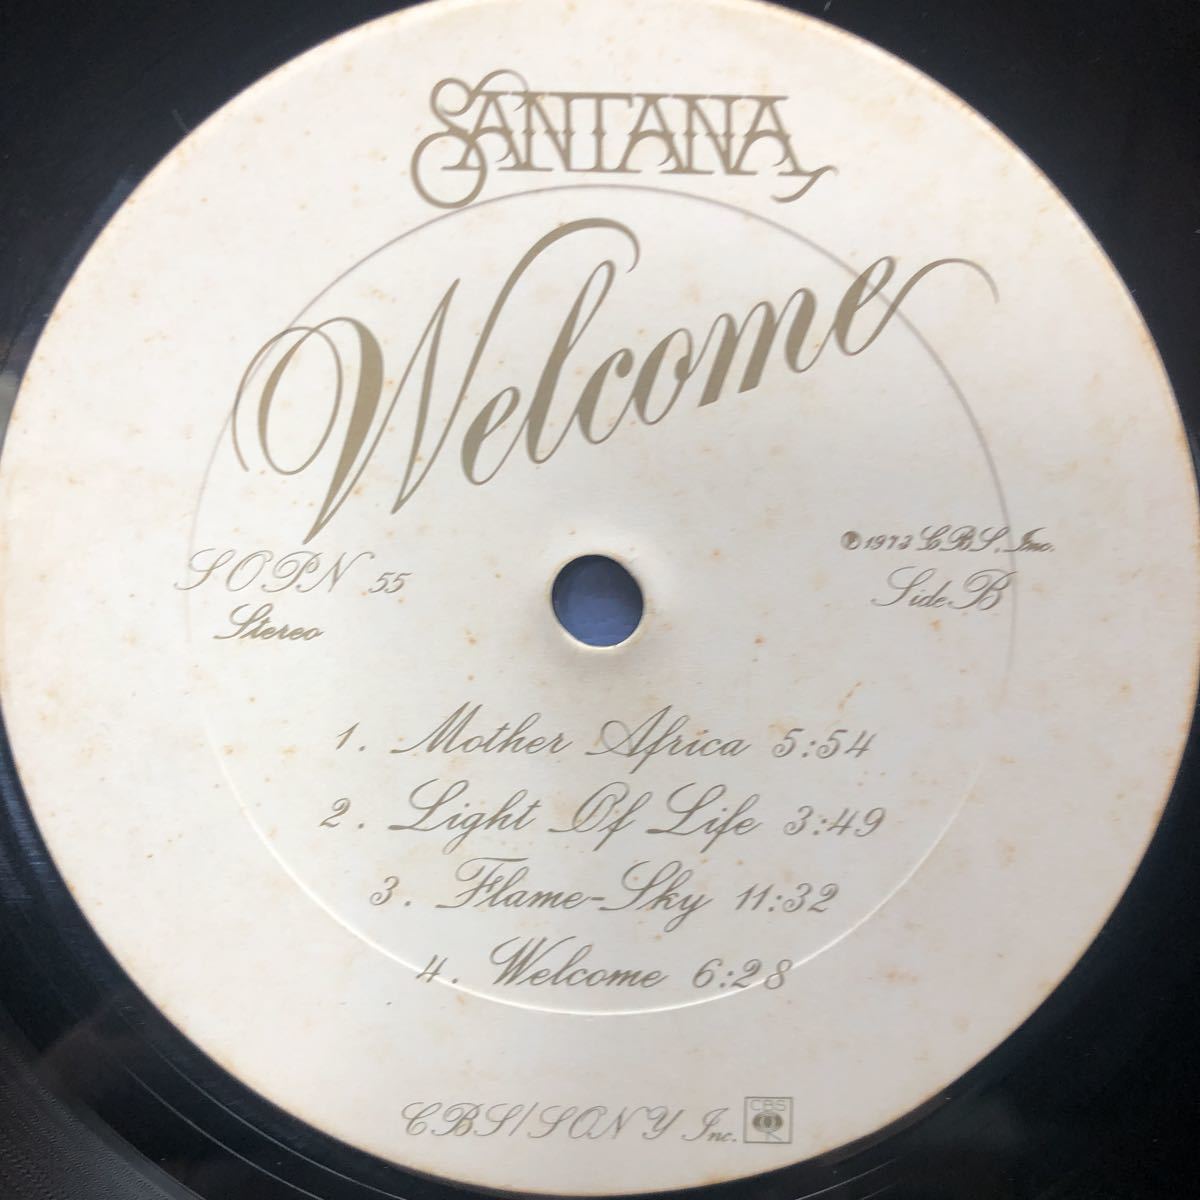 SANTANA
Welcome
℗1973 CBS, Inc.
SOPN 55
Side B
Stereo
1. Mother Africa 5:54
2. Light Of Life 3:49
3. Flame-Sky 11:32
4. Welcome 6:28
CBS/SONY Inc.
CBS